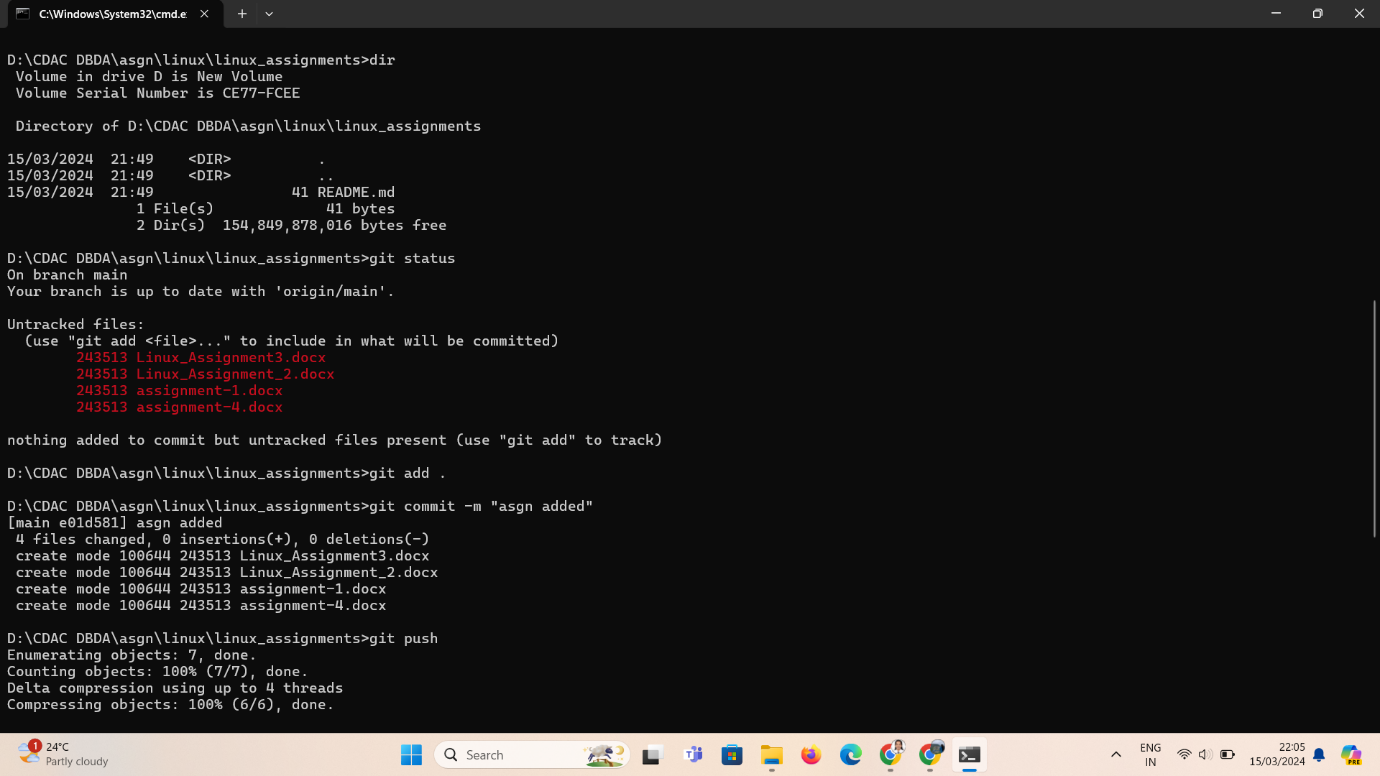 C:\Windows\System32\cmd.e:
D:\CDAC DBDA\asgn\linux\linux_assignments>dir
 Volume in drive D is New Volume
 Volume Serial Number is CE77-FCEE
 Directory of D:\CDAC DBDA\asgn\linux\linux_assignments
15/03/2024  21:49    <DIR>          .
15/03/2024  21:49    <DIR>          ..
15/03/2024  21:49                41 README.md
               1 File(s)             41 bytes
               2 Dir(s)  154,849,878,016 bytes free
D:\CDAC DBDA\asgn\linux\linux_assignments>git status
On branch main
Your branch is up to date with 'origin/main'.
Untracked files:
  (use "git add <file>..." to include in what will be committed)
        243513 Linux_Assignment3.docx
        243513 Linux_Assignment_2.docx
        243513 assignment-1.docx
        243513 assignment-4.docx
nothing added to commit but untracked files present (use "git add" to track)
D:\CDAC DBDA\asgn\linux\linux_assignments>git add .
D:\CDAC DBDA\asgn\linux\linux_assignments>git commit -m "asgn added"
[main e01d581] asgn added
 4 files changed, 0 insertions(+), 0 deletions(-)
 create mode 100644 243513 Linux_Assignment3.docx
 create mode 100644 243513 Linux_Assignment_2.docx
 create mode 100644 243513 assignment-1.docx
 create mode 100644 243513 assignment-4.docx
D:\CDAC DBDA\asgn\linux\linux_assignments>git push
Enumerating objects: 7, done.
Counting objects: 100% (7/7), done.
Delta compression using up to 4 threads
Compressing objects: 100% (6/6), done.
1
24°C
Partly cloudy
Search
ENG
IN
22:05
15/03/2024
PRE